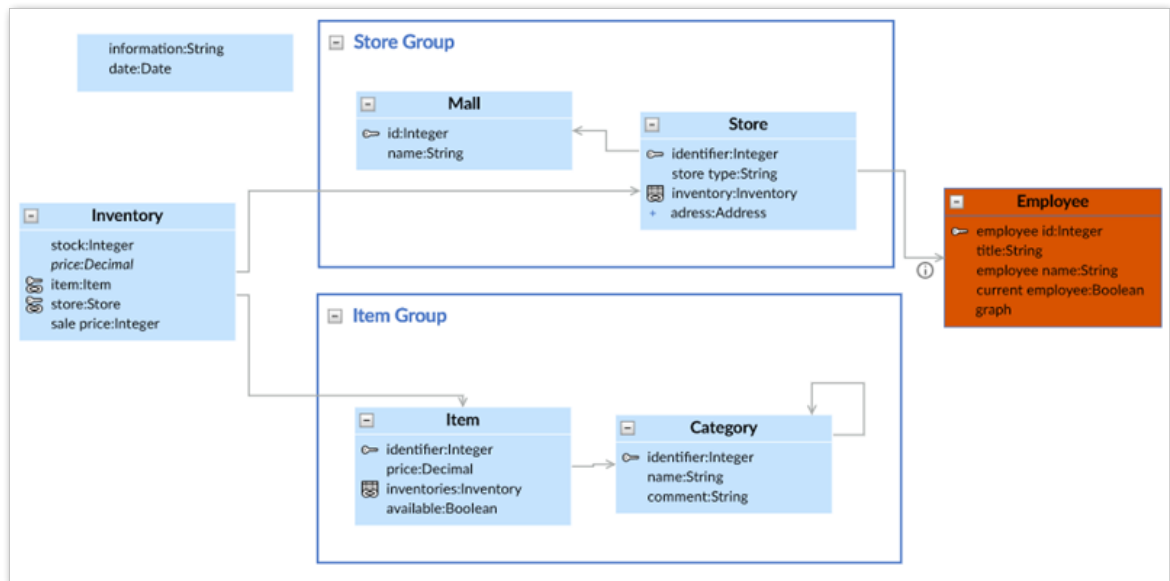 information:String
date:Date
Store Group
Mall
id:Integer
name:String
Store
identifier:Integer
store type:String
inventory:Inventory
adress:Address
Inventory
stock:Integer
price:Decimal
item:Item
store:Store
sale price:Integer
Employee
employee id:Integer
title:String
employee name:String
current employee:Boolean
graph
Item Group
Item
identifier:Integer
price:Decimal
inventories:Inventory
available:Boolean
Category
identifier:Integer
name:String
comment:String